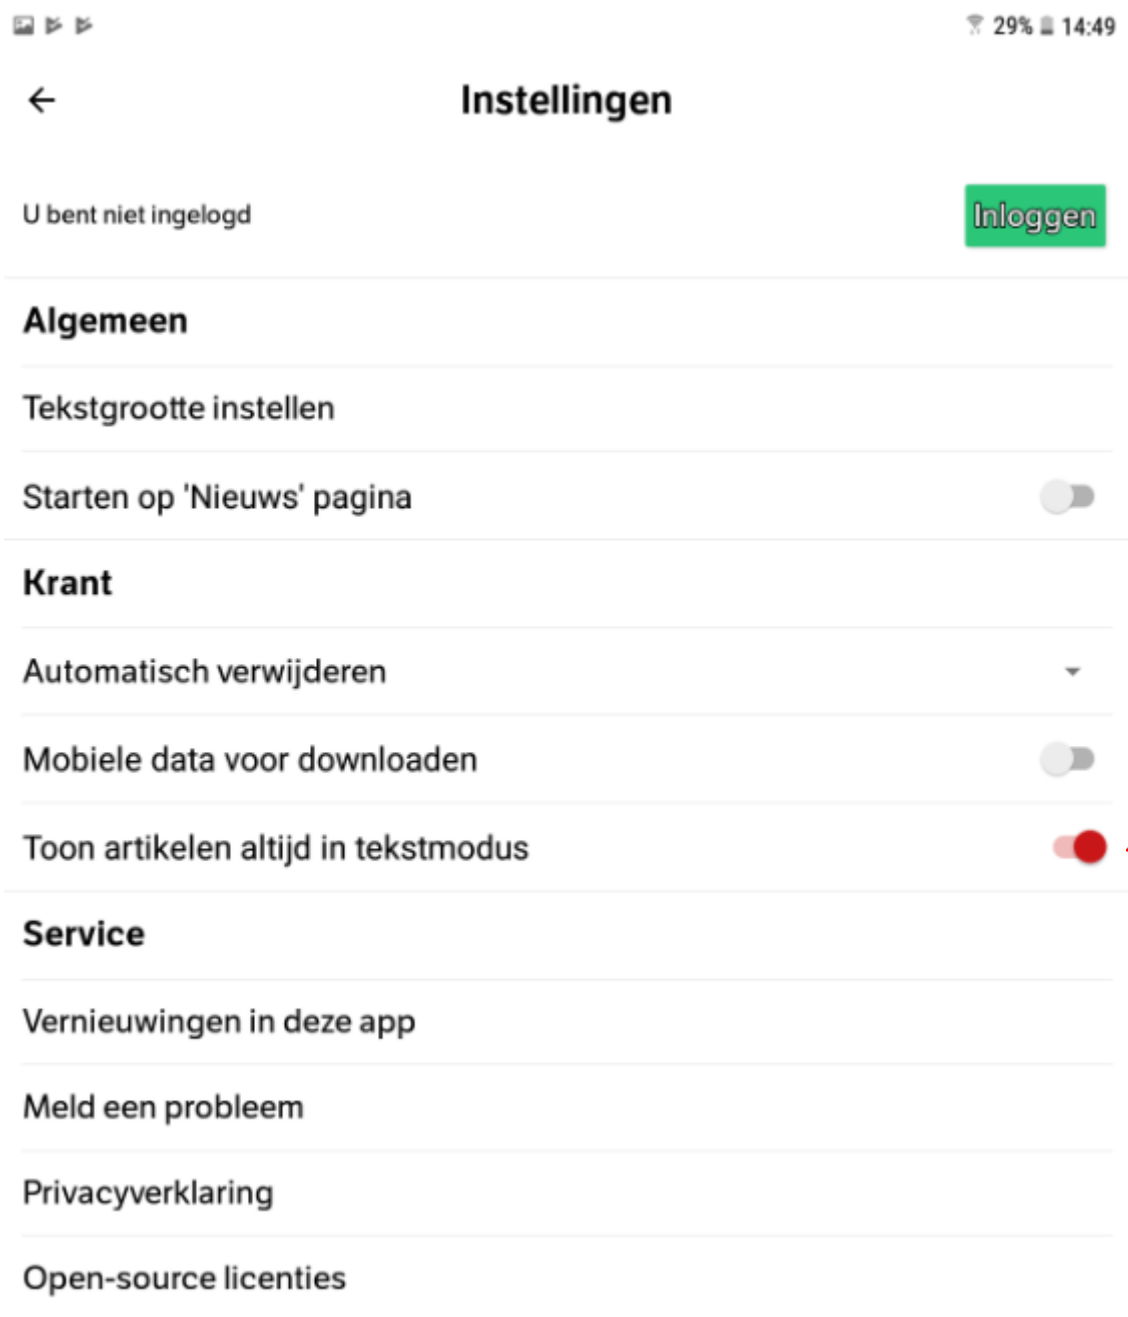 29% 14:49
Instellingen
U bent niet ingelogd
Inloggen
Algemeen
Tekstgrootte instellen
Starten op 'Nieuws' pagina
Krant
Automatisch verwijderen
Mobiele data voor downloaden
Toon artikelen altijd in tekstmodus
Service
Vernieuwingen in deze app
Meld een probleem
Privacyverklaring
Open-source licenties